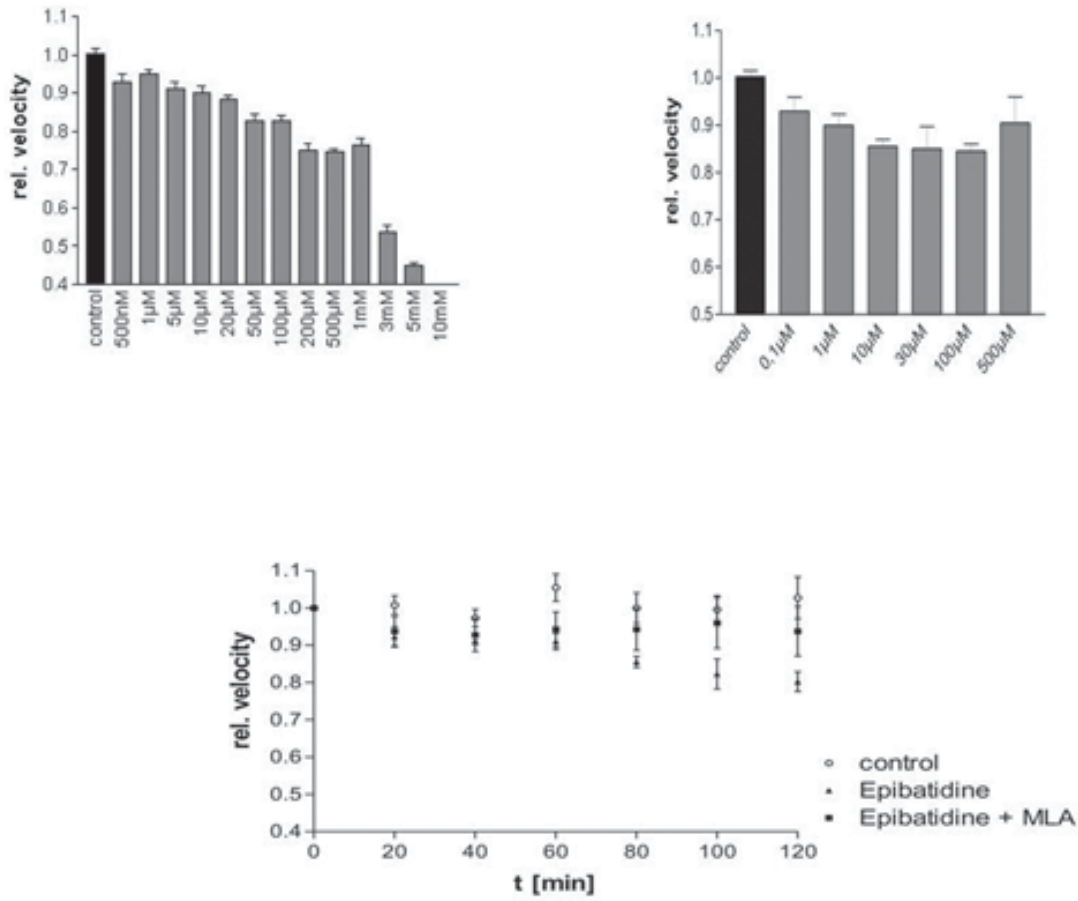 1.1
1.0
0.9
0.8
0.7
0.6
0.5
0.4
rel. velocity
control
500nM
1µM
5µM
10µM
20µM
50µM
100µM
200µM
500µM
1mM
3mM
5mM
10mM
1.1
1.0
0.9
0.8
0.7
0.6
0.5
rel. velocity
control
0,1µM
1µM
10µM
30µM
100µM
500µM
1.1
1.0
0.9
0.8
0.7
0.6
0.5
0.4
rel. velocity
0 20 40 60 80 100 120
t [min]
control
Epibatidine
Epibatidine + MLA